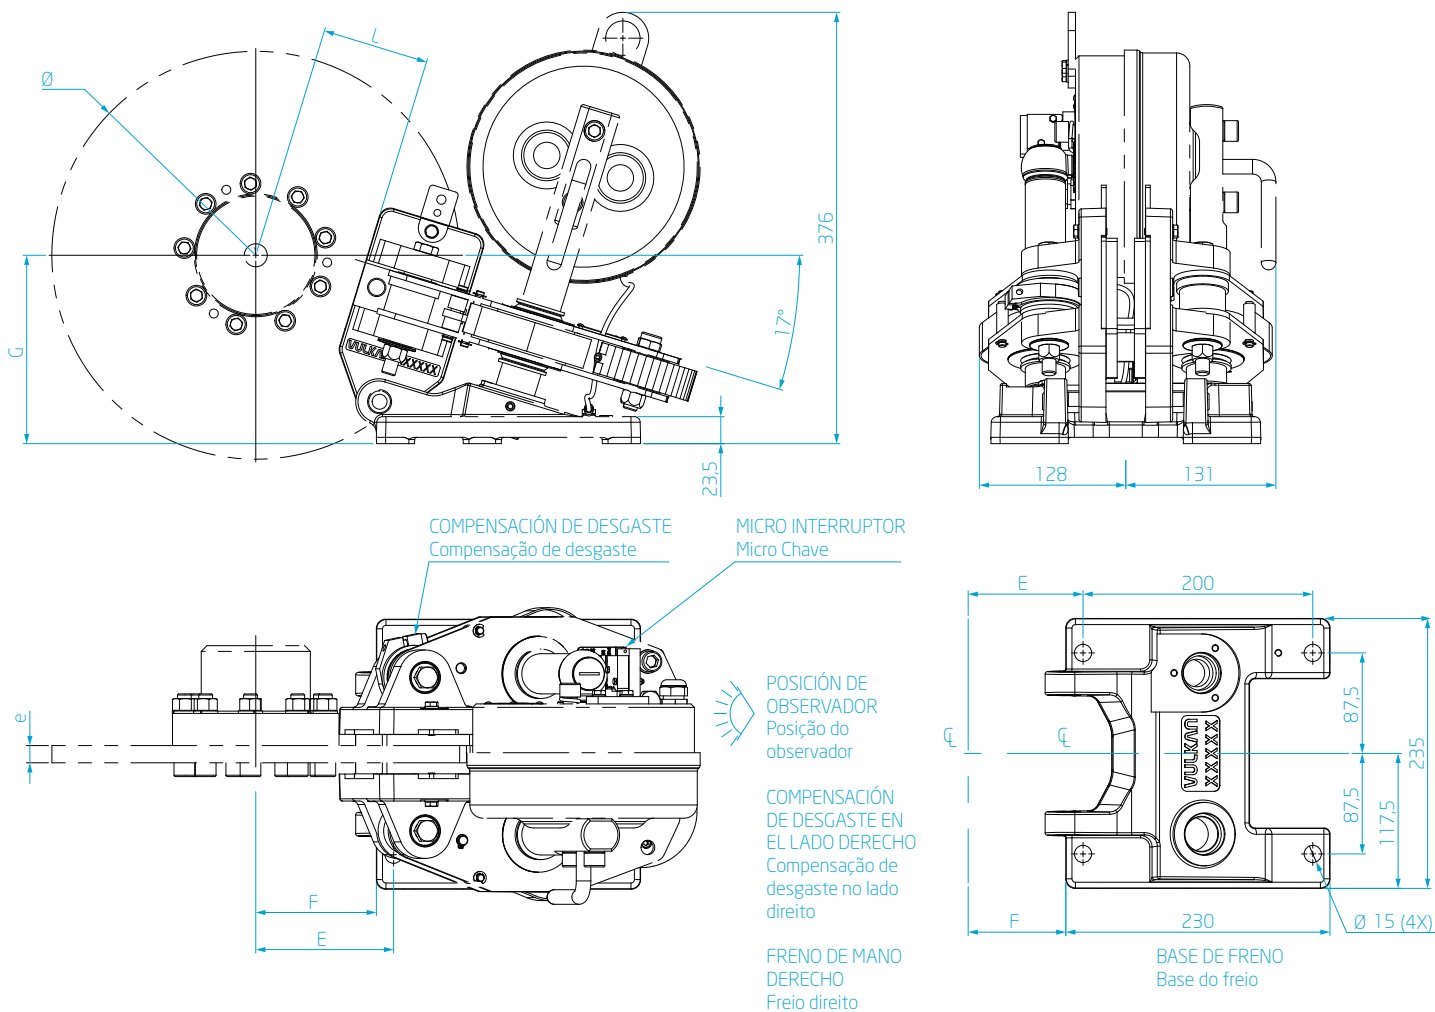 Ø
L
376
G
17°
23,5
VULKAN
XXXXX
128
131
COMPENSACIÓN DE DESGASTE
Compensação de desgaste
MICRO INTERRUPTOR
Micro Chave
e
F
E
POSICIÓN DE
OBSERVADOR
Posição do
observador
COMPENSACIÓN
DE DESGASTE EN
EL LADO DERECHO
Compensação de
desgaste no lado
direito
FRENO DE MANO
DERECHO
Freio direito
E
200
℄
℄
VULKAN
XXXXX
87,5
87,5
117,5
235
F
230
Ø 15 (4X)
BASE DE FRENO
Base do freio